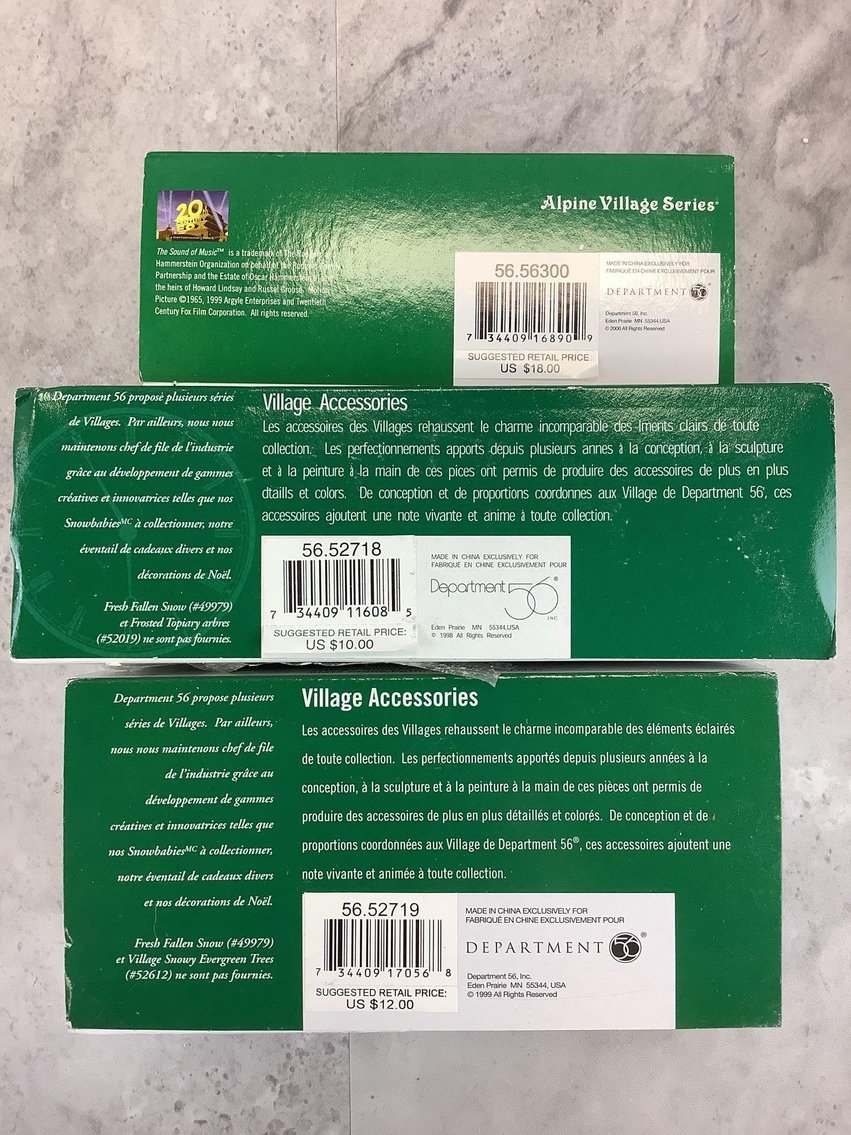 20th
CENTURY
FOX
The Sound of Music™ is a trademark of The Rodgers
Hammerstein Organization on behalf of the Rodgers
Partnership and the Estate of Oscar Hammerstein
the heirs of Howard Lindsay and Russel Crouse. Motion
Picture ©1965, 1999 Argyle Enterprises and Twentieth
Century Fox Film Corporation. All rights reserved.
Alpine Village Series®
56.56300
7 34409 16890 9
SUGGESTED RETAIL PRICE:
US $18.00
MADE IN CHINA EXCLUSIVELY FOR
FABRIQUÉ EN CHINE EXCLUSIVEMENT POUR
DEPARTMENT 56®
Department 56, Inc.
Eden Prairie MN 55344, USA
© 2000 All Rights Reserved
Department 56 propose plusieurs séries
de Villages. Par ailleurs, nous nous
maintenons chef de file de l'industrie
grâce au développement de gammes
créatives et innovatrices telles que nos
Snowbabies MC à collectionner, notre
éventail de cadeaux divers et nos
décorations de Noël.
Fresh Fallen Snow (#49979)
et Frosted Topiary arbres
(#52019) ne sont pas fournies.
Village Accessories
Les accessoires des Villages rehaussent le charme incomparable des lments clairs de toute
collection. Les perfectionnements apports depuis plusieurs annes à la conception, à la sculpture
et à la peinture à la main de ces pices ont permis de produire des accessoires de plus en plus
dtaills et colors. De conception et de proportions coordonnes aux Village de Department 56®, ces
accessoires ajoutent une note vivante et anime à toute collection.
56.52718
7 34409 11608 5
SUGGESTED RETAIL PRICE:
US $10.00
MADE IN CHINA EXCLUSIVELY FOR
FABRIQUÉ EN CHINE EXCLUSIVEMENT POUR
Department 56®
INC.
Eden Prairie MN 55344, USA
© 1998 All Rights Reserved
Department 56 propose plusieurs
séries de Villages. Par ailleurs,
nous nous maintenons chef de file
de l'industrie grâce au
développement de gammes
créatives et innovatrices telles que
nos Snowbabies MC à collectionner,
notre éventail de cadeaux divers
et nos décorations de Noël.
Fresh Fallen Snow (#49979)
et Village Snowy Evergreen Trees
(#52612) ne sont pas fournies.
Village Accessories
Les accessoires des Villages rehaussent le charme incomparable des éléments éclairés
de toute collection. Les perfectionnements apportés depuis plusieurs années à la
conception, à la sculpture et à la peinture à la main de ces pièces ont permis de
produire des accessoires de plus en plus détaillés et colorés. De conception et de
proportions coordonnées aux Village de Department 56®, ces accessoires ajoutent une
note vivante et animée à toute collection.
56.52719
7 34409 17056 8
SUGGESTED RETAIL PRICE:
US $12.00
MADE IN CHINA EXCLUSIVELY FOR
FABRIQUÉ EN CHINE EXCLUSIVEMENT POUR
DEPARTMENT 56®
Department 56, Inc.
Eden Prairie MN 55344, USA
© 1999 All Rights Reserved